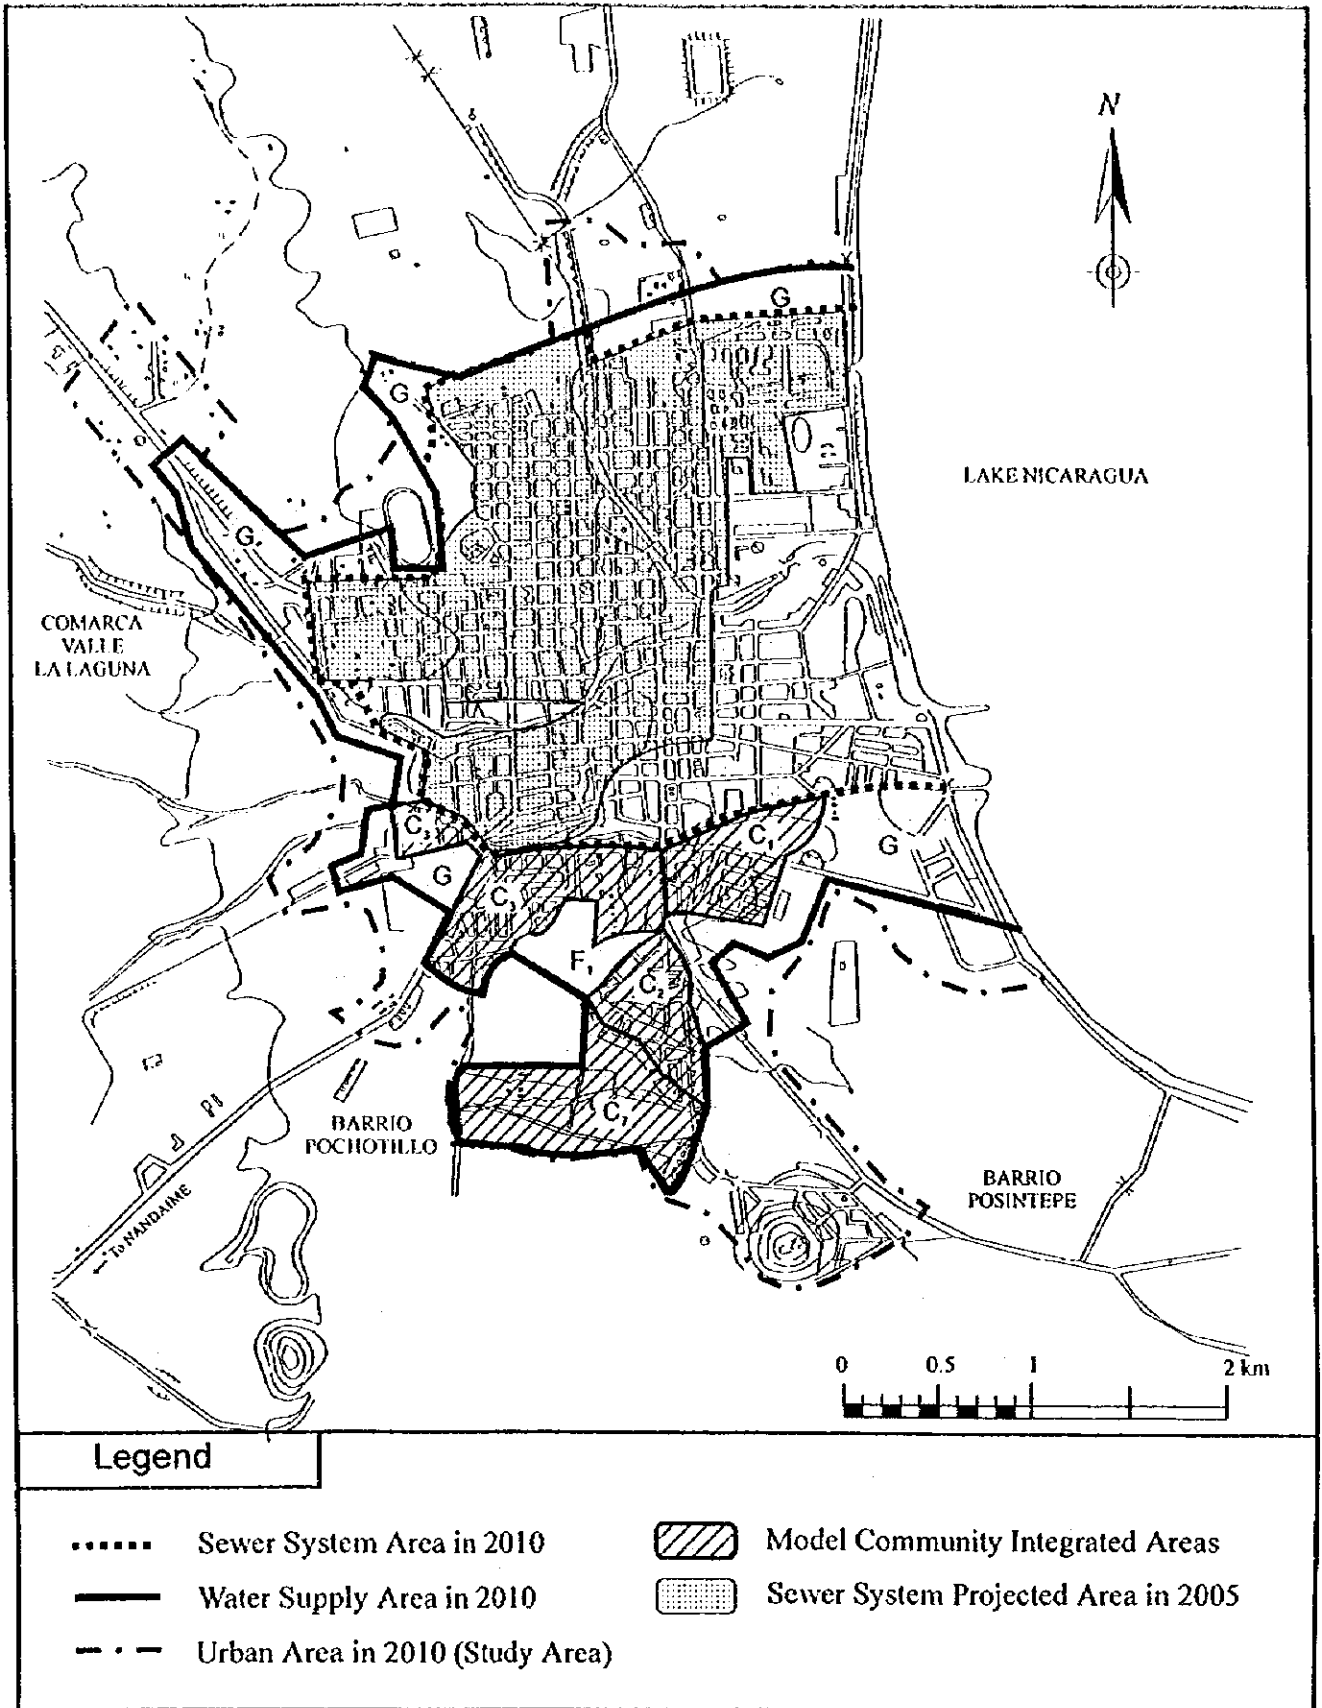 N
G
G
LAKE NICARAGUA
G
COMARCA
VALLE
LA LAGUNA
C3
C1
G
G
C3
F1
C2
C1
BARRIO
POCHOTILLO
BARRIO
POSINTEPE
To NANDAIME
0 0.5 1 2 km
Legend
Sewer System Area in 2010
Model Community Integrated Areas
Water Supply Area in 2010
Sewer System Projected Area in 2005
Urban Area in 2010 (Study Area)